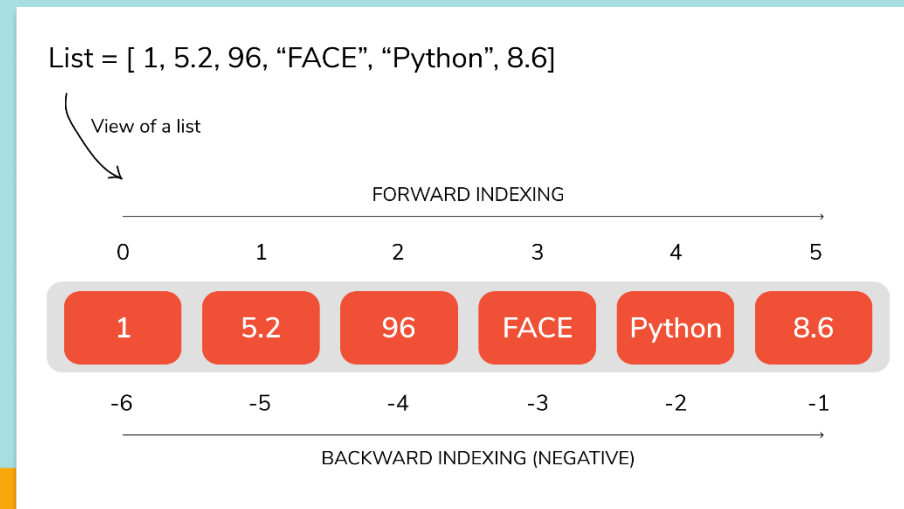 List = [ 1, 5.2, 96, “FACE”, “Python”, 8.6]
View of a list
FORWARD INDEXING
0 1 2 3 4 5
1 5.2 96 FACE Python 8.6
-6 -5 -4 -3 -2 -1
BACKWARD INDEXING (NEGATIVE)